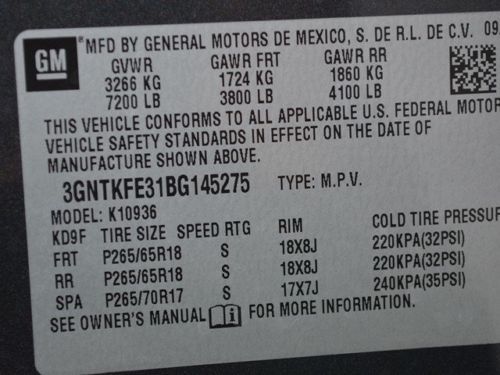 GM
® MFD BY GENERAL MOTORS DE MEXICO, S. DE R.L. DE C.V. 09
GVWR GAWR FRT GAWR RR
3266 KG 1724 KG 1860 KG
7200 LB 3800 LB 4100 LB
THIS VEHICLE CONFORMS TO ALL APPLICABLE U.S. FEDERAL MOTOR
VEHICLE SAFETY STANDARDS IN EFFECT ON THE DATE OF
MANUFACTURE SHOWN ABOVE.
3GNTKFE31BG145275 TYPE: M.P.V.
MODEL: K10936
KD9F TIRE SIZE SPEED RTG RIM COLD TIRE PRESSUR
FRT P265/65R18 S 18X8J 220KPA(32PSI)
RR P265/65R18 S 18X8J 220KPA(32PSI)
SPA P265/70R17 S 17X7J 240KPA(35PSI)
SEE OWNER'S MANUAL FOR MORE INFORMATION.